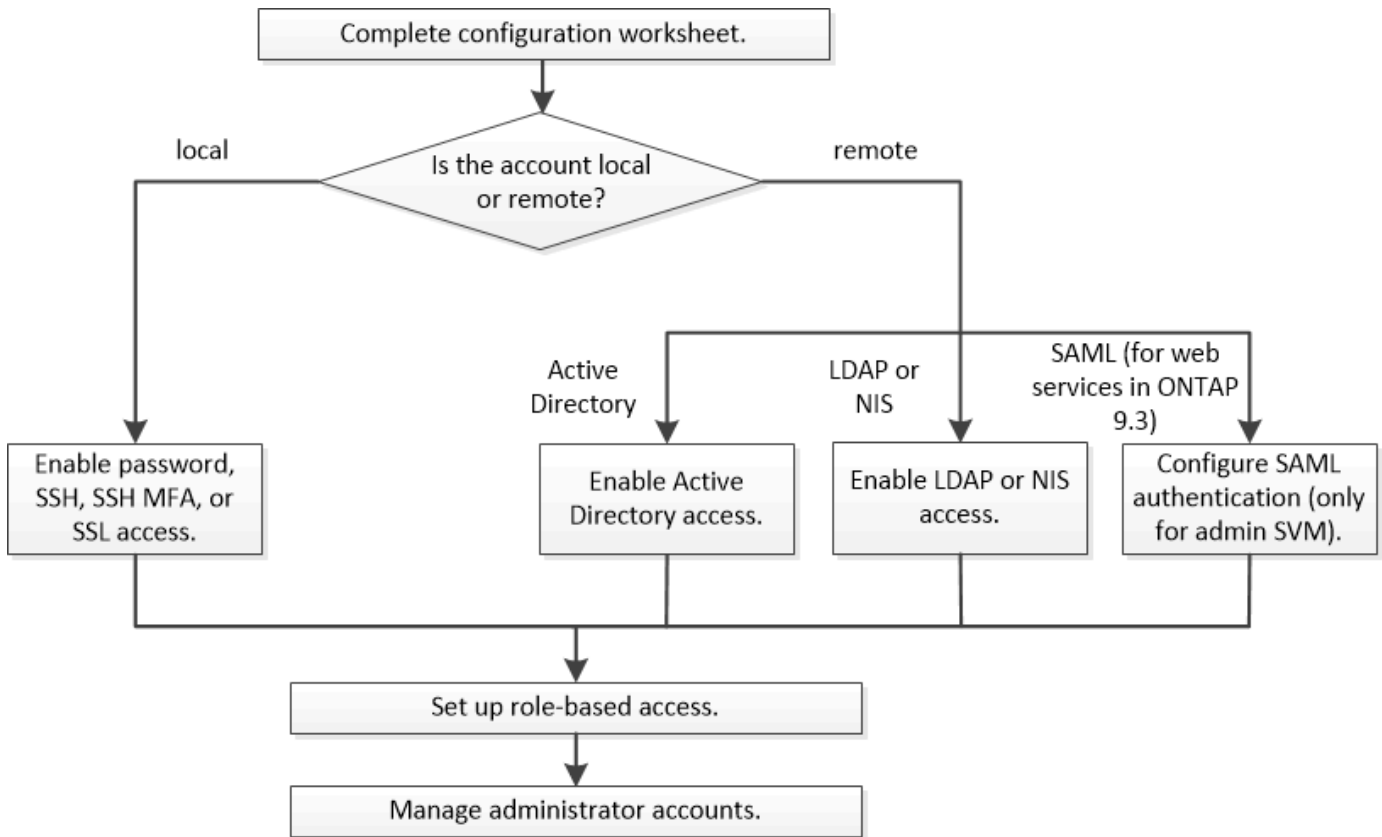 Complete configuration worksheet.
local
remote
Is the account local
or remote?
Active
Directory
LDAP or
NIS
SAML (for web
services in ONTAP
9.3)
Enable password,
SSH, SSH MFA, or
SSL access.
Enable Active
Directory access.
Enable LDAP or NIS
access.
Configure SAML
authentication (only
for admin SVM).
Set up role-based access.
Manage administrator accounts.